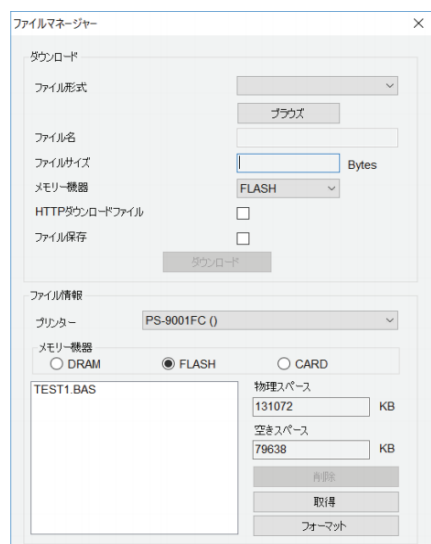 ファイルマネージャー
ダウンロード
ファイル形式
ブラウズ
ファイル名
ファイルサイズ Bytes
メモリー機器 FLASH
HTTPダウンロードファイル
ファイル保存
ダウンロード
ファイル情報
プリンター PS-9001FC ()
メモリー機器
DRAM FLASH CARD
TEST1.BAS
物理スペース
131072 KB
空きスペース
79638 KB
削除
取得
フォーマット